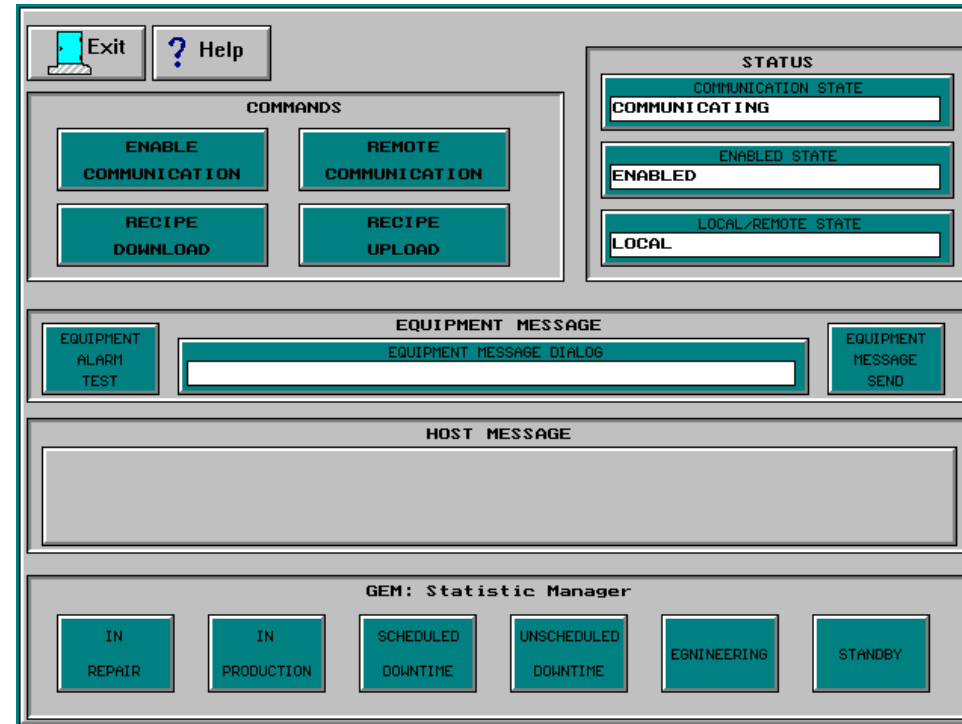 Exit
? Help
STATUS
COMMUNICATION STATE
COMMUNICATING
ENABLED STATE
ENABLED
LOCAL/REMOTE STATE
LOCAL
COMMANDS
ENABLE
COMMUNICATION
REMOTE
COMMUNICATION
RECIPE
DOWNLOAD
RECIPE
UPLOAD
EQUIPMENT MESSAGE
EQUIPMENT
ALARM
TEST
EQUIPMENT MESSAGE DIALOG
EQUIPMENT
MESSAGE
SEND
HOST MESSAGE
GEM: Statistic Manager
IN
REPAIR
IN
PRODUCTION
SCHEDULED
DOWNTIME
UNSCHEDULED
DOWNTIME
EGNINEERING
STANDBY